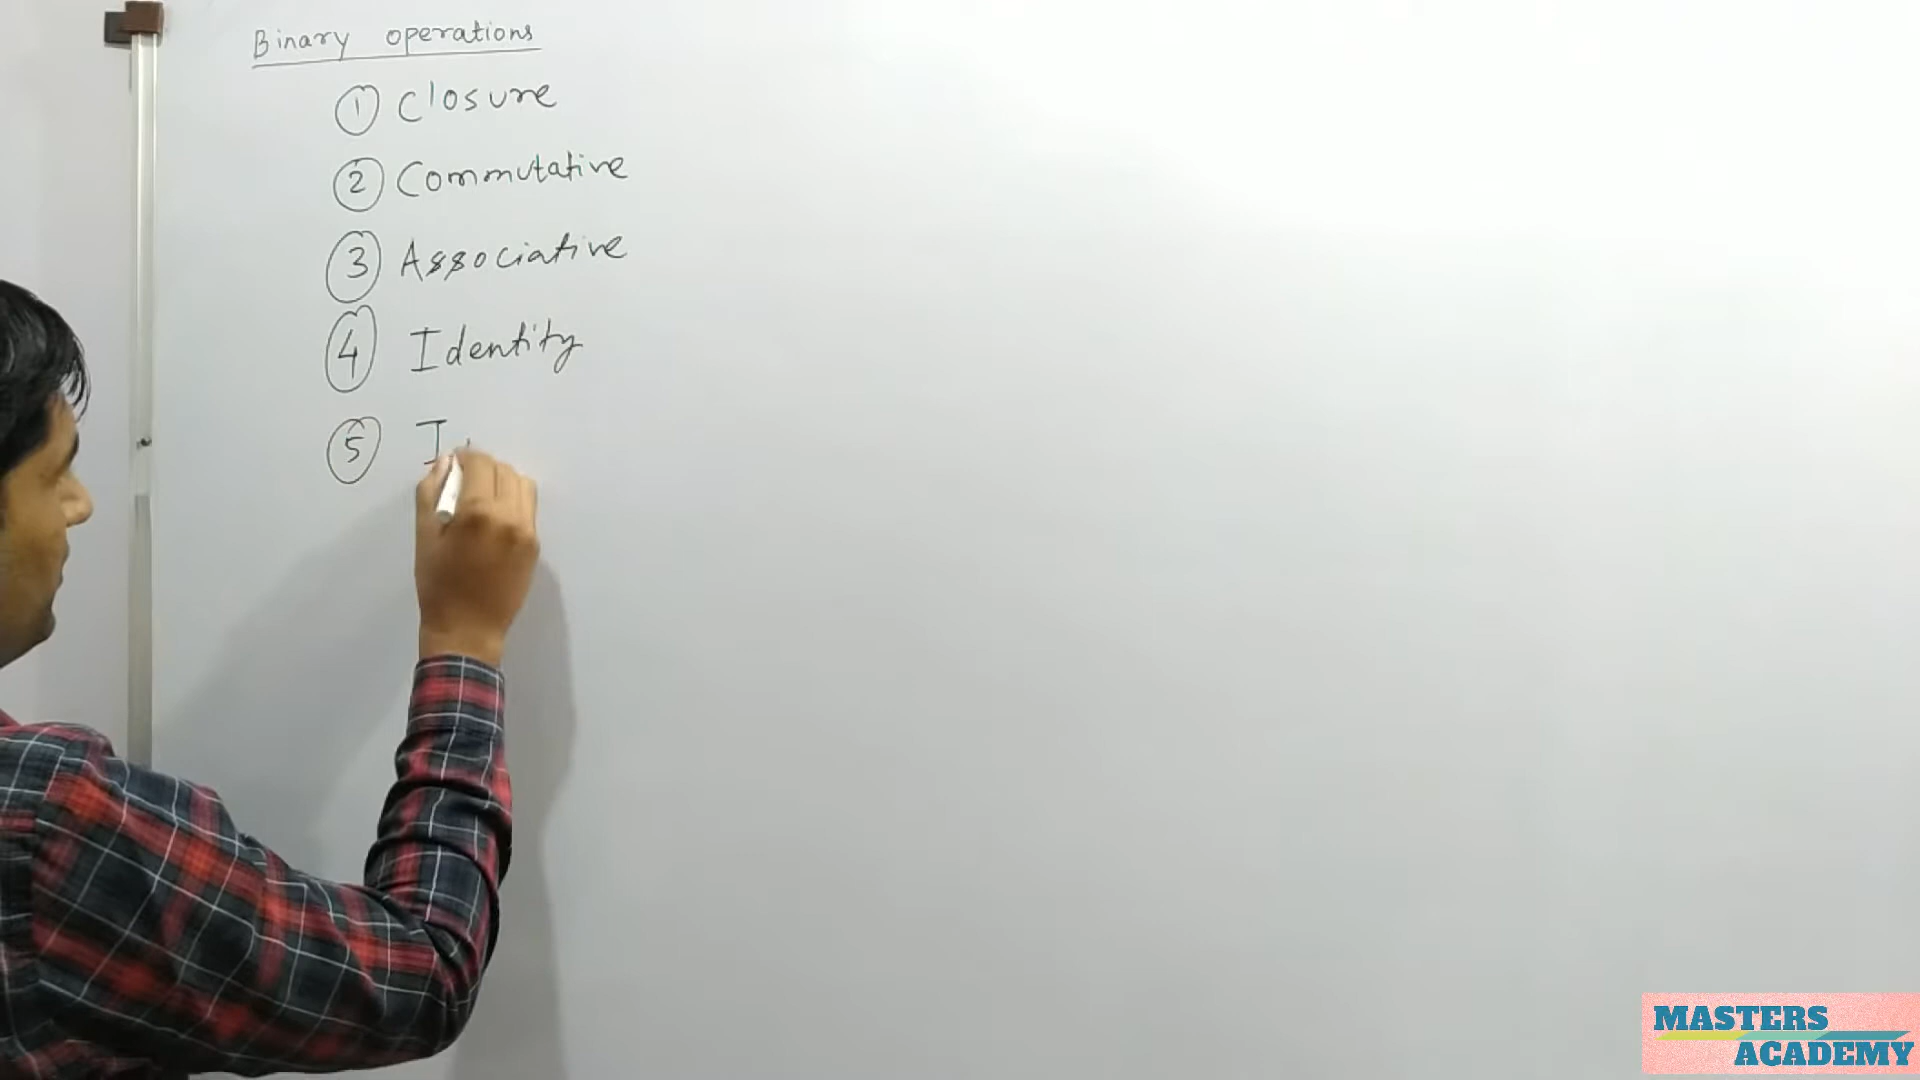 Binary operations
① Closure
② Commutative
③ Associative
④ Identity
⑤ I
MASTERS
ACADEMY